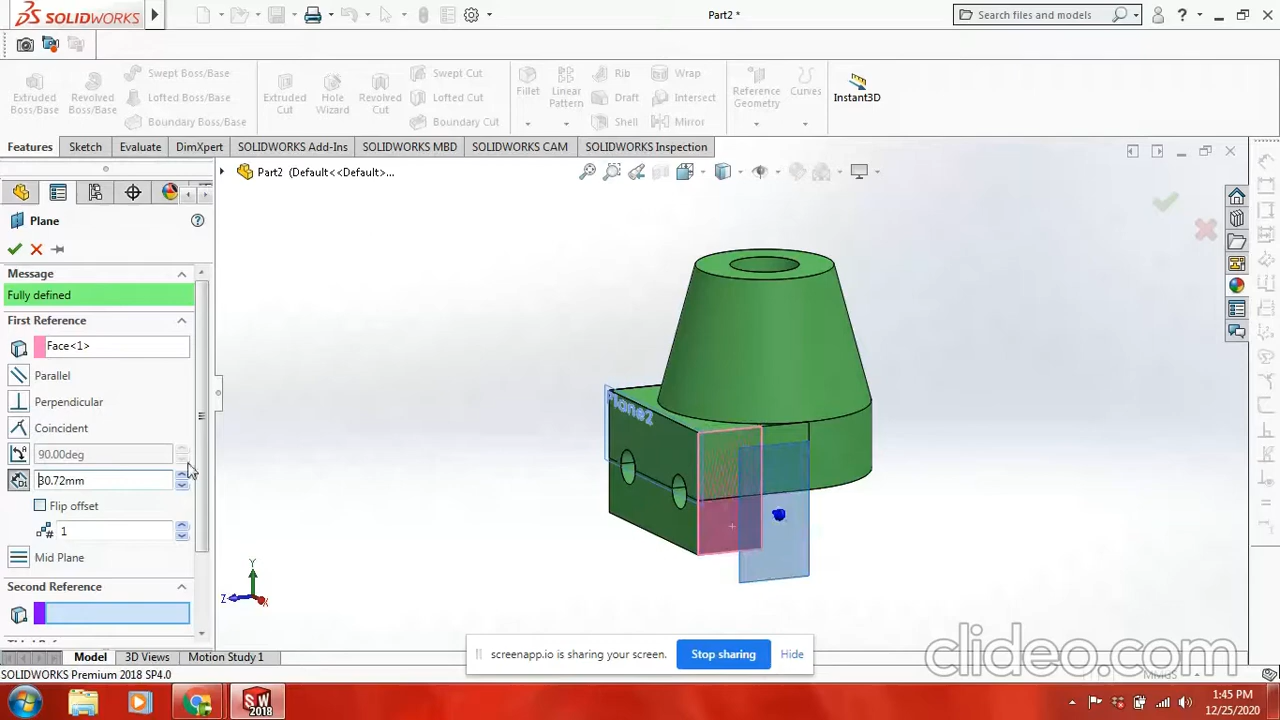 SOLIDWORKS
Part2 *
Search files and models
Extruded Boss/Base
Revolved Boss/Base
Swept Boss/Base
Lofted Boss/Base
Boundary Boss/Base
Extruded Cut
Hole Wizard
Revolved Cut
Swept Cut
Lofted Cut
Boundary Cut
Fillet
Linear Pattern
Rib
Draft
Shell
Wrap
Intersect
Mirror
Reference Geometry
Curves
Instant3D
Features
Sketch
Evaluate
DimXpert
SOLIDWORKS Add-Ins
SOLIDWORKS MBD
SOLIDWORKS CAM
SOLIDWORKS Inspection
Part2 (Default<<Default>...
Plane
Message
Fully defined
First Reference
Face<1>
Parallel
Perpendicular
Coincident
90.00deg
30.72mm
Flip offset
1
Mid Plane
Second Reference
Plane2
Y
Z
X
screenapp.io is sharing your screen.
Stop sharing
Hide
clideo.com
Model
3D Views
Motion Study 1
SOLIDWORKS Premium 2018 SP4.0
MMGS
SW
2018
1:45 PM
12/25/2020